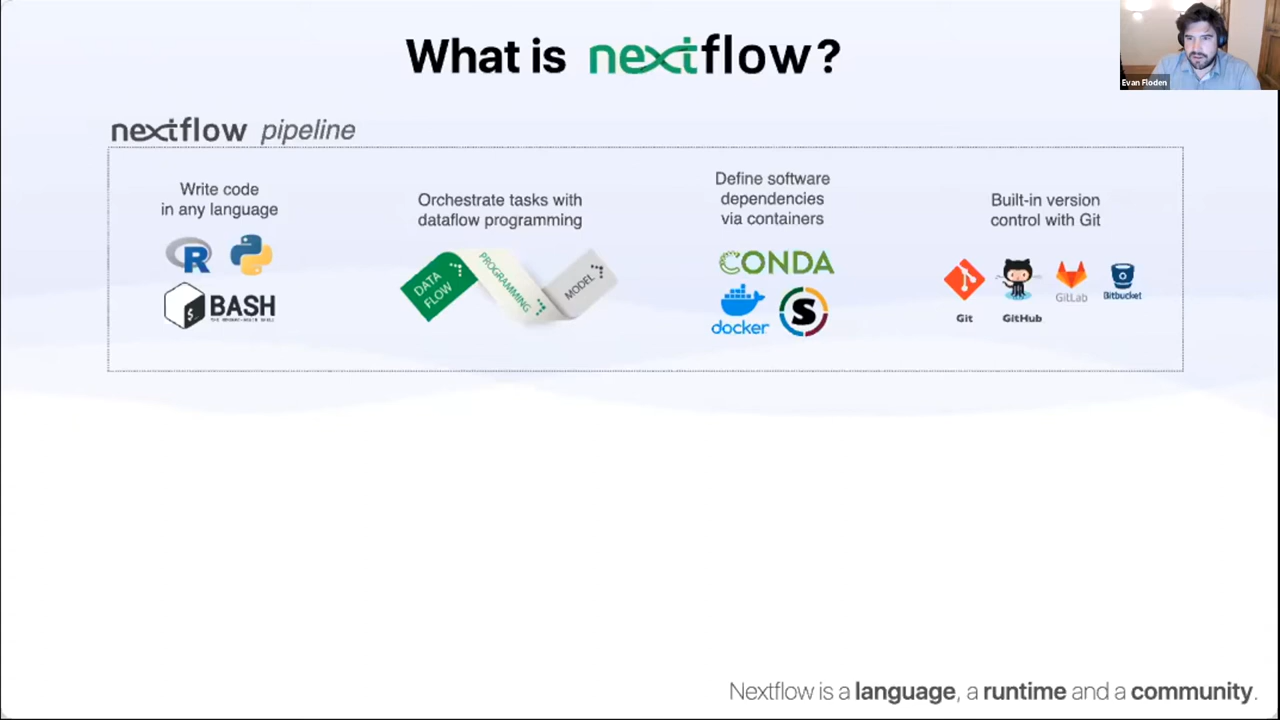 What is nextflow?
Evan Floden
nextflow pipeline
Write code
in any language
R
BASH
Orchestrate tasks with
dataflow programming
DATA
FLOW
PROGRAMMING
MODEL
Define software
dependencies
via containers
CONDA
docker
S
Built-in version
control with Git
Git
GitHub
GitLab
Bitbucket
Nextflow is a language, a runtime and a community.